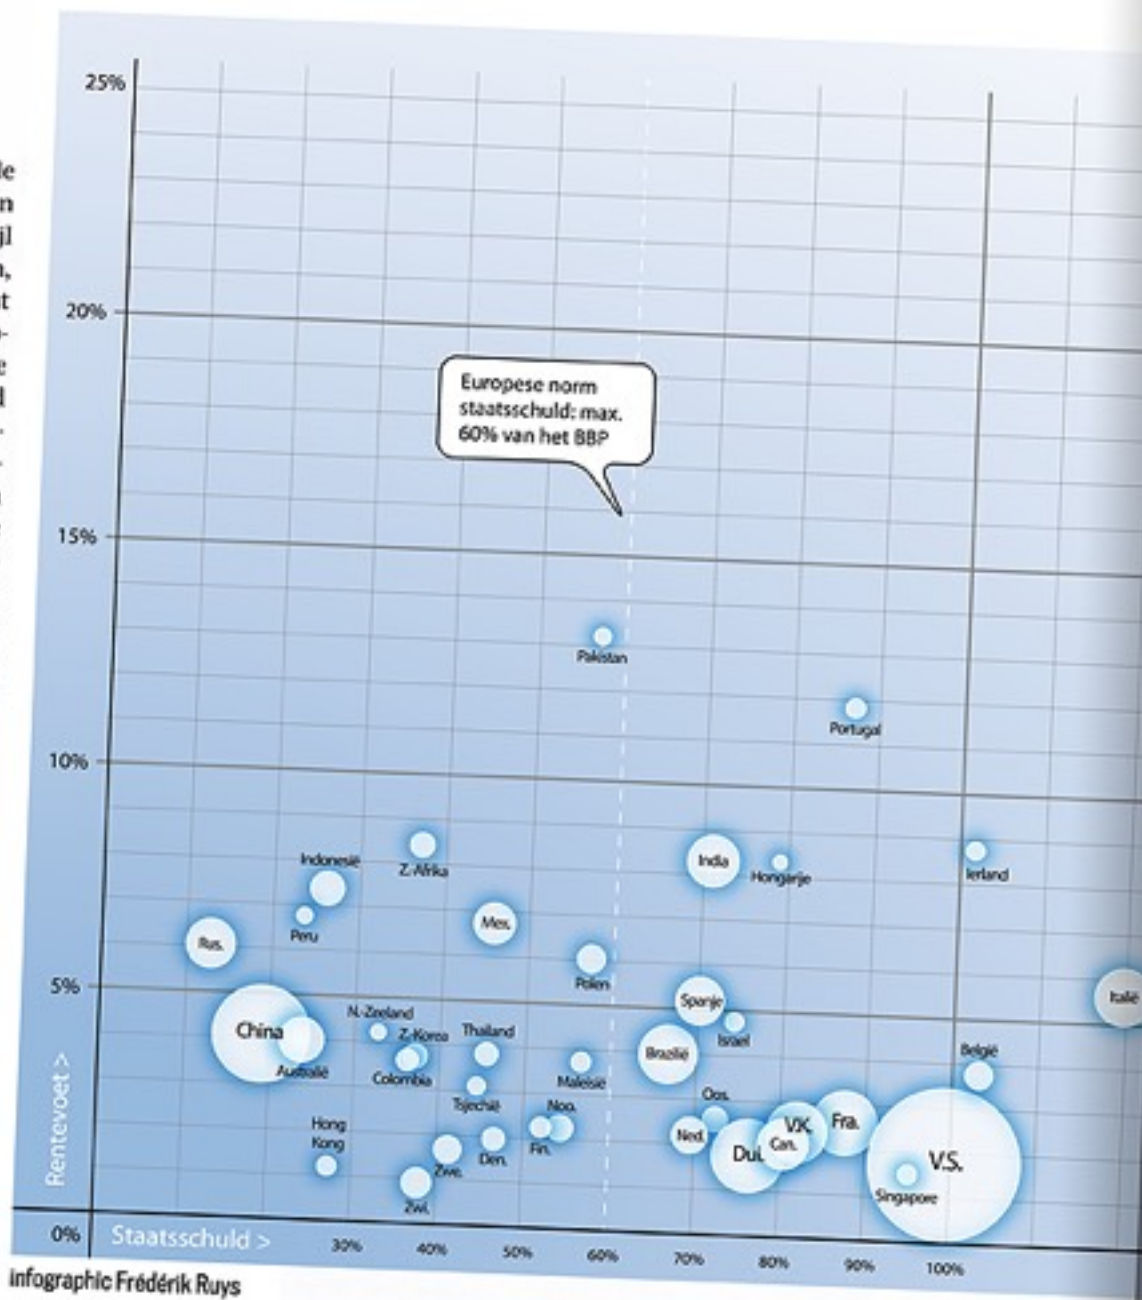 le
n
jl
n,
t
e
d
25%
20%
15%
10%
5%
0%
Rentevoet >
Staatsschuld >
30%
40%
50%
60%
70%
80%
90%
100%
Europese norm
staatsschuld: max.
60% van het BBP
Pakistan
Portugal
Indonesië
Z.-Afrika
India
Hongarije
Ierland
Rus.
Peru
Mex.
Polen
Spanje
Italië
China
Australië
N.-Zeeland
Z.-Korea
Colombia
Thailand
Tsjechië
Maleisië
Brazilië
Israel
België
Hong
Kong
Zwi.
Zwe.
Den.
Fin.
Noo.
Ned.
Oos.
Dui.
V.K.
Can.
Fra.
V.S.
Singapore
infographic Frédérik Ruys